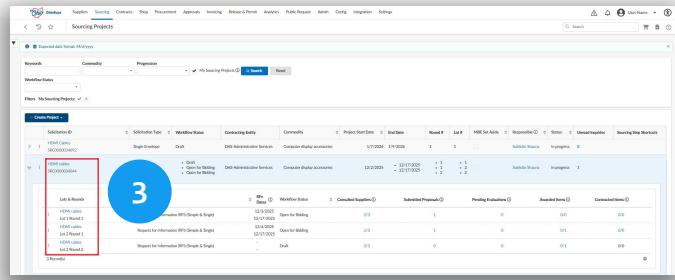 OhioBuys Suppliers Sourcing Contracts Shop Procurement Approvals Invoicing Release & Permit Analytics Public Request Admin Config Integration Settings User Name
Sourcing Projects Search
Expected date format: M/d/yyyy
Keywords Commodity Progression
My Sourcing Projects Search Reset
Workflow Status
Filters My Sourcing Projects: ✓ ×
Create Project
Solicitation ID Solicitation Type Workflow Status Contracting Entity Commodity Project Start Date End Date Round # Lot # MBE Set Aside Responsible Status Unread Inquiries Sourcing Step Shortcuts
HDMI Cables
SRC0000024692 Single Envelope Draft DAS-Administrative Services Computer display accessories 1/7/2026 1/9/2026 1 1 In progress 0
HDMI cables
SRC0000024644 DAS-Administrative Services Computer display accessories 12/2/2025 In progress 1
Draft
Open for Bidding
Open for Bidding
12/17/2025
12/17/2025
1
1
2
1
2
2
3
Lots & Rounds RFx Dates Workflow Status Consulted Suppliers Submitted Proposals Pending Evaluations Awarded Items Contracted Items
HDMI cables
Lot 1 Round 1 Request for Information (RFI) (Simple & Single) 12/3/2025
12/17/2025 Open for Bidding 2/3 1 0 0/0 0/0
HDMI cables
Lot 2 Round 1 Request for Information (RFI) (Simple & Single) 12/4/2025
12/17/2025 Open for Bidding 2/3 1 0 0/1 0/0
HDMI cables
Lot 2 Round 2 Request for Information (RFI) (Simple & Single) - - Draft 2/3 0 0 0/1 0/0
3 Record(s)